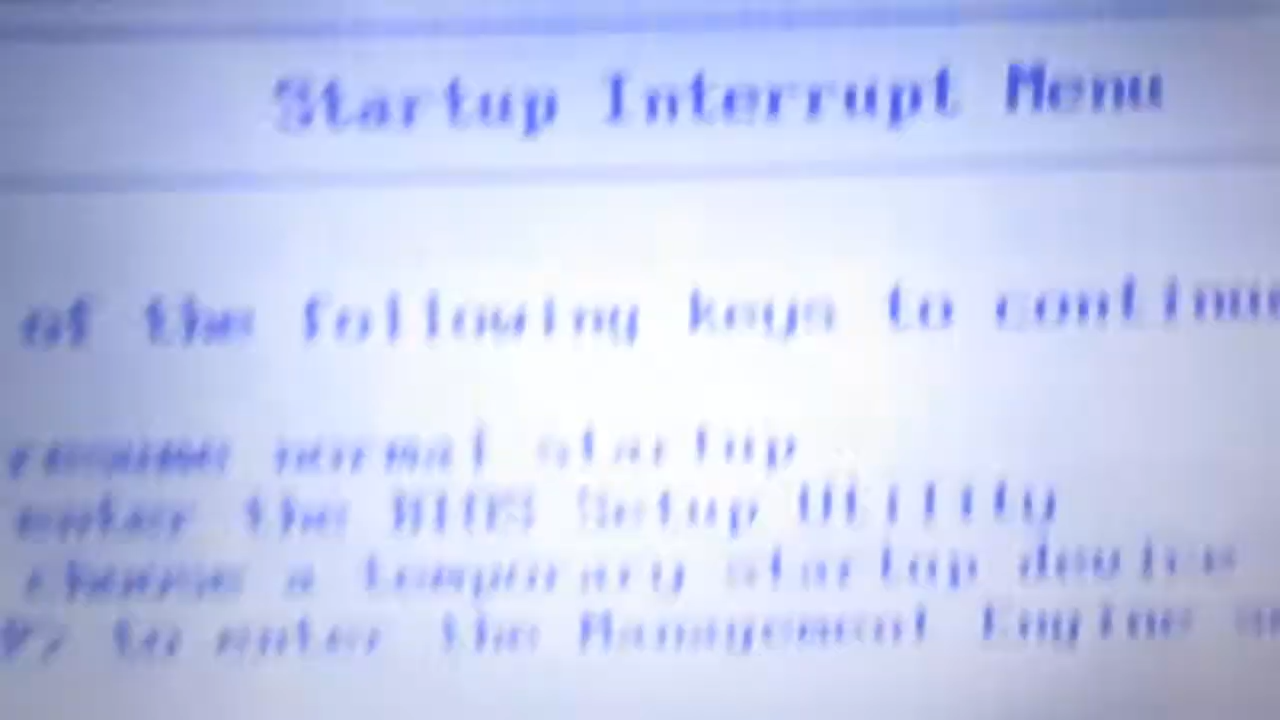 Startup Interrupt Menu
of the following keys to continu
resume normal startup
enter the BIOS Setup Utility
choose a temporary startup device
to enter the Management Engine